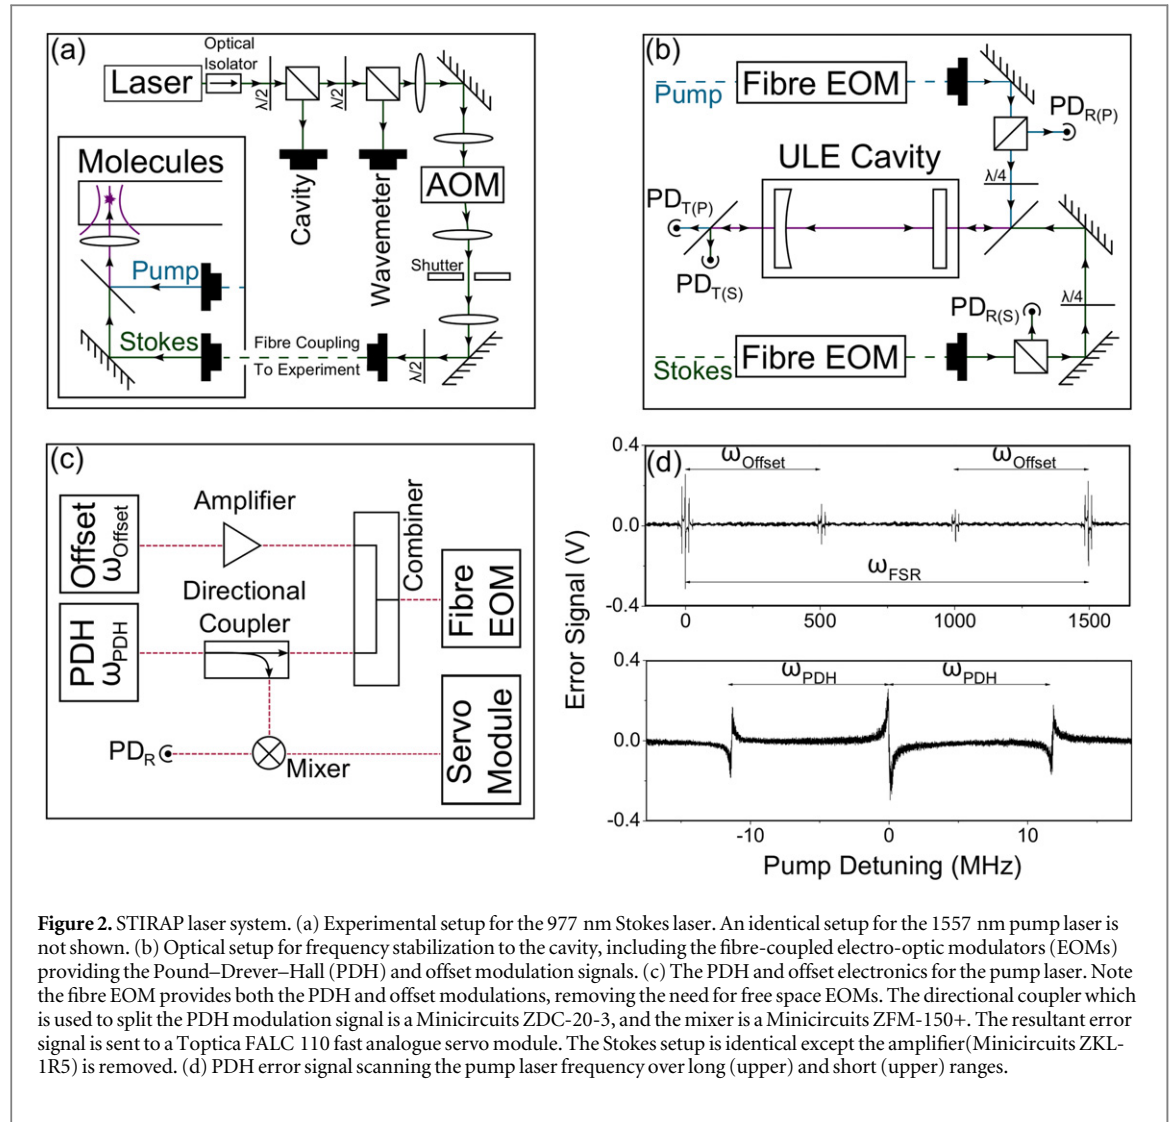 (a)
Optical
Isolator
Laser
λ/2
λ/2
Cavity
Wavemeter
AOM
Shutter
Molecules
Pump
Stokes
Fibre Coupling
To Experiment
λ/2
(b)
Pump
Fibre EOM
PDR(P)
ULE Cavity
λ/4
PDT(P)
PDT(S)
PDR(S)
λ/4
Stokes
Fibre EOM
(c)
Offset
ωOffset
Amplifier
Combiner
Directional
Coupler
PDH
ωPDH
Fibre
EOM
PDR
Mixer
Servo
Module
(d)
ωOffset
ωOffset
ωFSR
0.4
0.0
-0.4
0
500
1000
1500
Error Signal (V)
ωPDH
ωPDH
0.4
0.0
-0.4
-10
0
10
Pump Detuning (MHz)
Figure 2. STIRAP laser system. (a) Experimental setup for the 977 nm Stokes laser. An identical setup for the 1557 nm pump laser is
not shown. (b) Optical setup for frequency stabilization to the cavity, including the fibre-coupled electro-optic modulators (EOMs)
providing the Pound–Drever–Hall (PDH) and offset modulation signals. (c) The PDH and offset electronics for the pump laser. Note
the fibre EOM provides both the PDH and offset modulations, removing the need for free space EOMs. The directional coupler which
is used to split the PDH modulation signal is a Minicircuits ZDC-20-3, and the mixer is a Minicircuits ZFM-150+. The resultant error
signal is sent to a Toptica FALC 110 fast analogue servo module. The Stokes setup is identical except the amplifier(Minicircuits ZKL-
1R5) is removed. (d) PDH error signal scanning the pump laser frequency over long (upper) and short (upper) ranges.